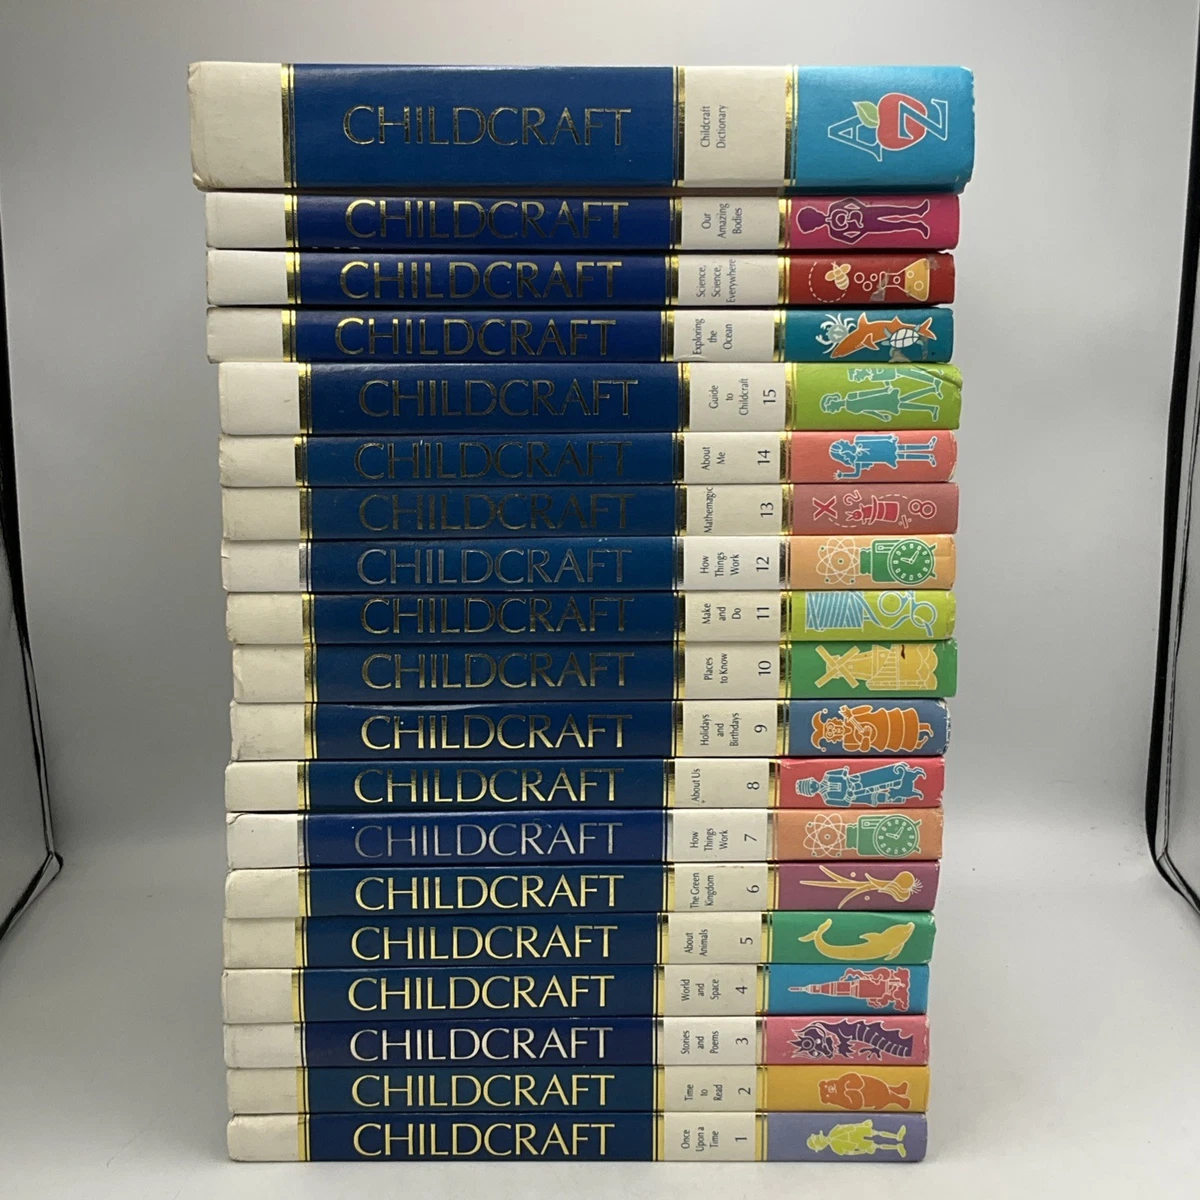 CHILDCRAFT
Childcraft
Dictionary
A Z
CHILDCRAFT
Our
Amazing
Bodies
CHILDCRAFT
Science,
Science,
Everywhere
CHILDCRAFT
Exploring
the
Ocean
CHILDCRAFT
Guide
to
Childcraft
15
CHILDCRAFT
About
Me
14
CHILDCRAFT
Mathemagic
13
X 2 ÷ 8
CHILDCRAFT
How
Things
Work
12
CHILDCRAFT
Make
and
Do
11
CHILDCRAFT
Places
to Know
10
CHILDCRAFT
Holidays
and
Birthdays
9
CHILDCRAFT
About Us
8
CHILDCRAFT
How
Things
Work
7
CHILDCRAFT
The Green
Kingdom
6
CHILDCRAFT
About
Animals
5
CHILDCRAFT
World
and
Space
4
CHILDCRAFT
Stories
and
Poems
3
CHILDCRAFT
Time
to
Read
2
CHILDCRAFT
Once
Upon a
Time
1